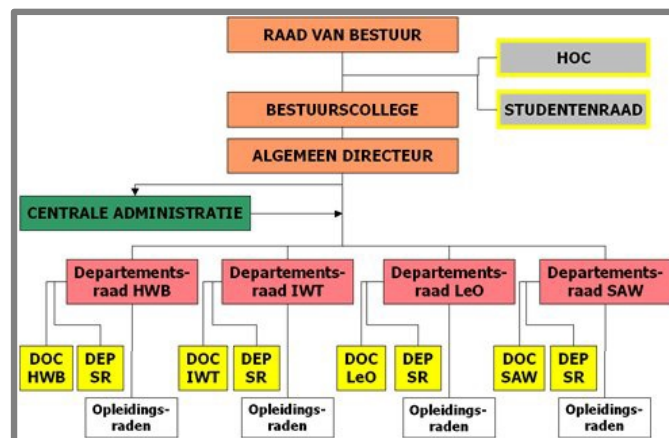 RAAD VAN BESTUUR
HOC
STUDENTENRAAD
BESTUURSCOLLEGE
ALGEMEEN DIRECTEUR
CENTRALE ADMINISTRATIE
Departements-
raad HWB
Departements-
raad IWT
Departements-
raad LeO
Departements-
raad SAW
DOC
HWB
DEP
SR
DOC
IWT
DEP
SR
DOC
LeO
DEP
SR
DOC
SAW
DEP
SR
Opleidings-
raden
Opleidings-
raden
Opleidings-
raden
Opleidings-
raden